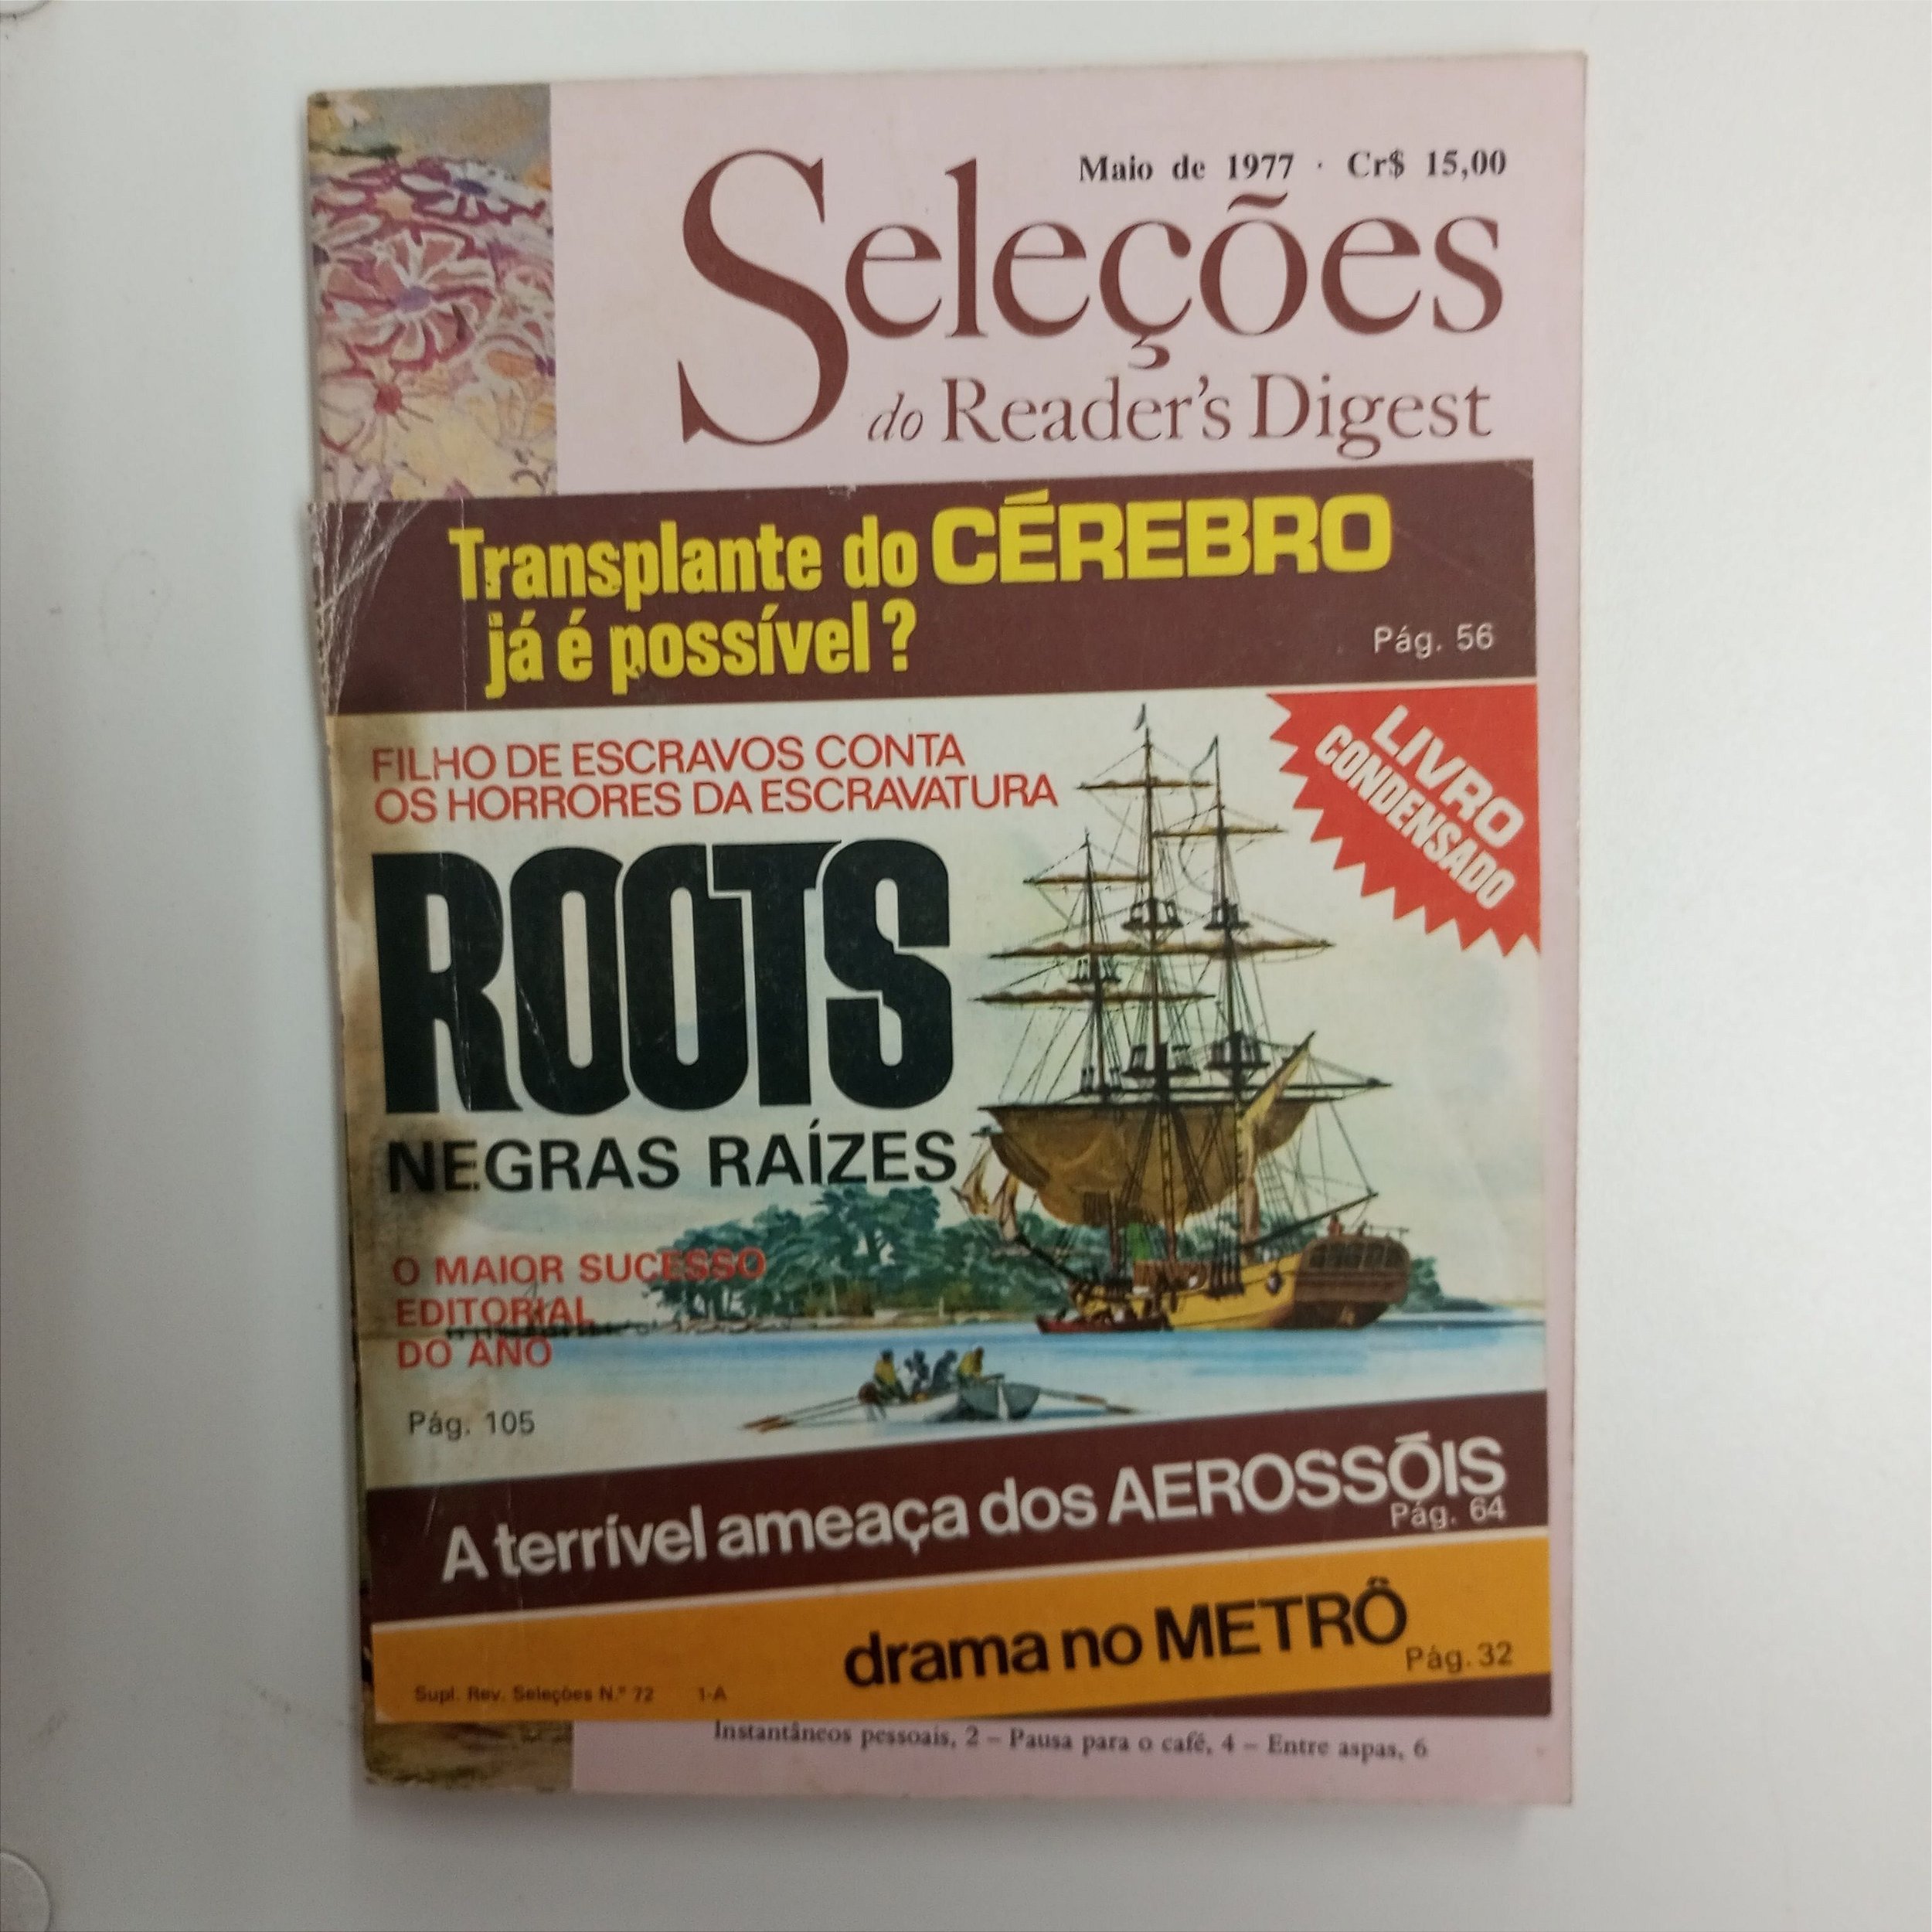 Maio de 1977 · Cr$ 15,00
Seleções
do Reader's Digest
Transplante do CÉREBRO
já é possível?
Pág. 56
LIVRO
CONDENSADO
FILHO DE ESCRAVOS CONTA
OS HORRORES DA ESCRAVATURA
ROOTS
NEGRAS RAÍZES
O MAIOR SUCESSO
EDITORIAL
DO ANO
Pág. 105
A terrível ameaça dos AEROSSÓIS
Pág. 64
drama no METRÔ
Pág. 32
Supl. Rev. Seleções N.º 72 1-A
Instantâneos pessoais, 2 – Pausa para o café, 4 – Entre aspas, 6